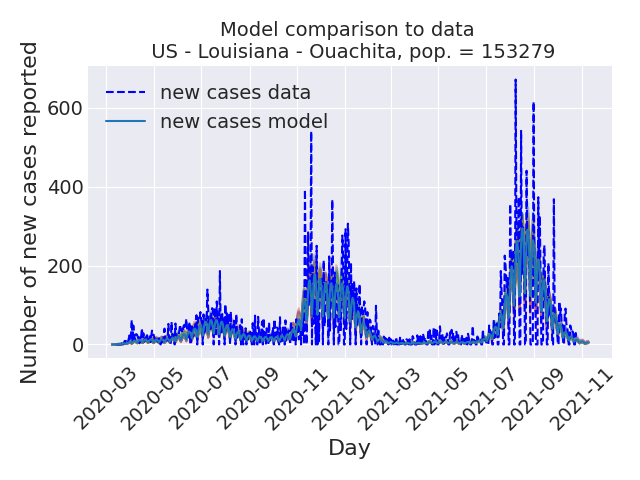 Model comparison to data
US - Louisiana - Ouachita, pop. = 153279
new cases data
new cases model
Number of new cases reported
600
400
200
0
2020-03
2020-05
2020-07
2020-09
2020-11
2021-01
2021-03
2021-05
2021-07
2021-09
2021-11
Day